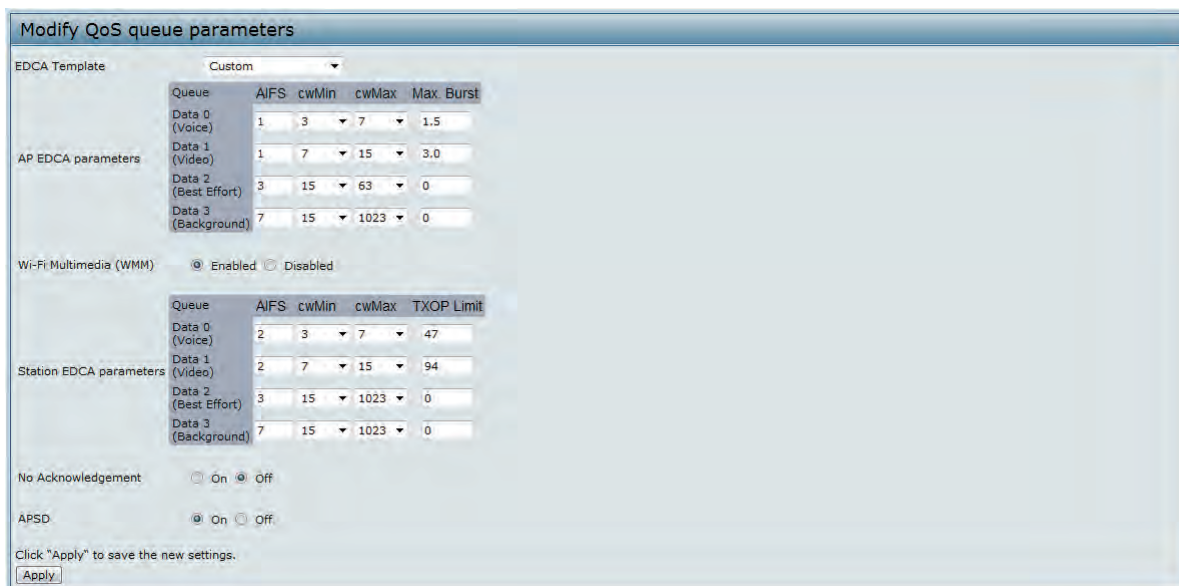 Modify QoS queue parameters
EDCA Template Custom
Queue AIFS cwMin cwMax Max. Burst
Data 0 (Voice) 1 3 7 1.5
Data 1 (Video) 1 7 15 3.0
AP EDCA parameters
Data 2 (Best Effort) 3 15 63 0
Data 3 (Background) 7 15 1023 0
Wi-Fi Multimedia (WMM) Enabled Disabled
Queue AIFS cwMin cwMax TXOP Limit
Data 0 (Voice) 2 3 7 47
Data 1 (Video) 2 7 15 94
Station EDCA parameters
Data 2 (Best Effort) 3 15 1023 0
Data 3 (Background) 7 15 1023 0
No Acknowledgement On Off
APSD On Off
Click "Apply" to save the new settings.
Apply